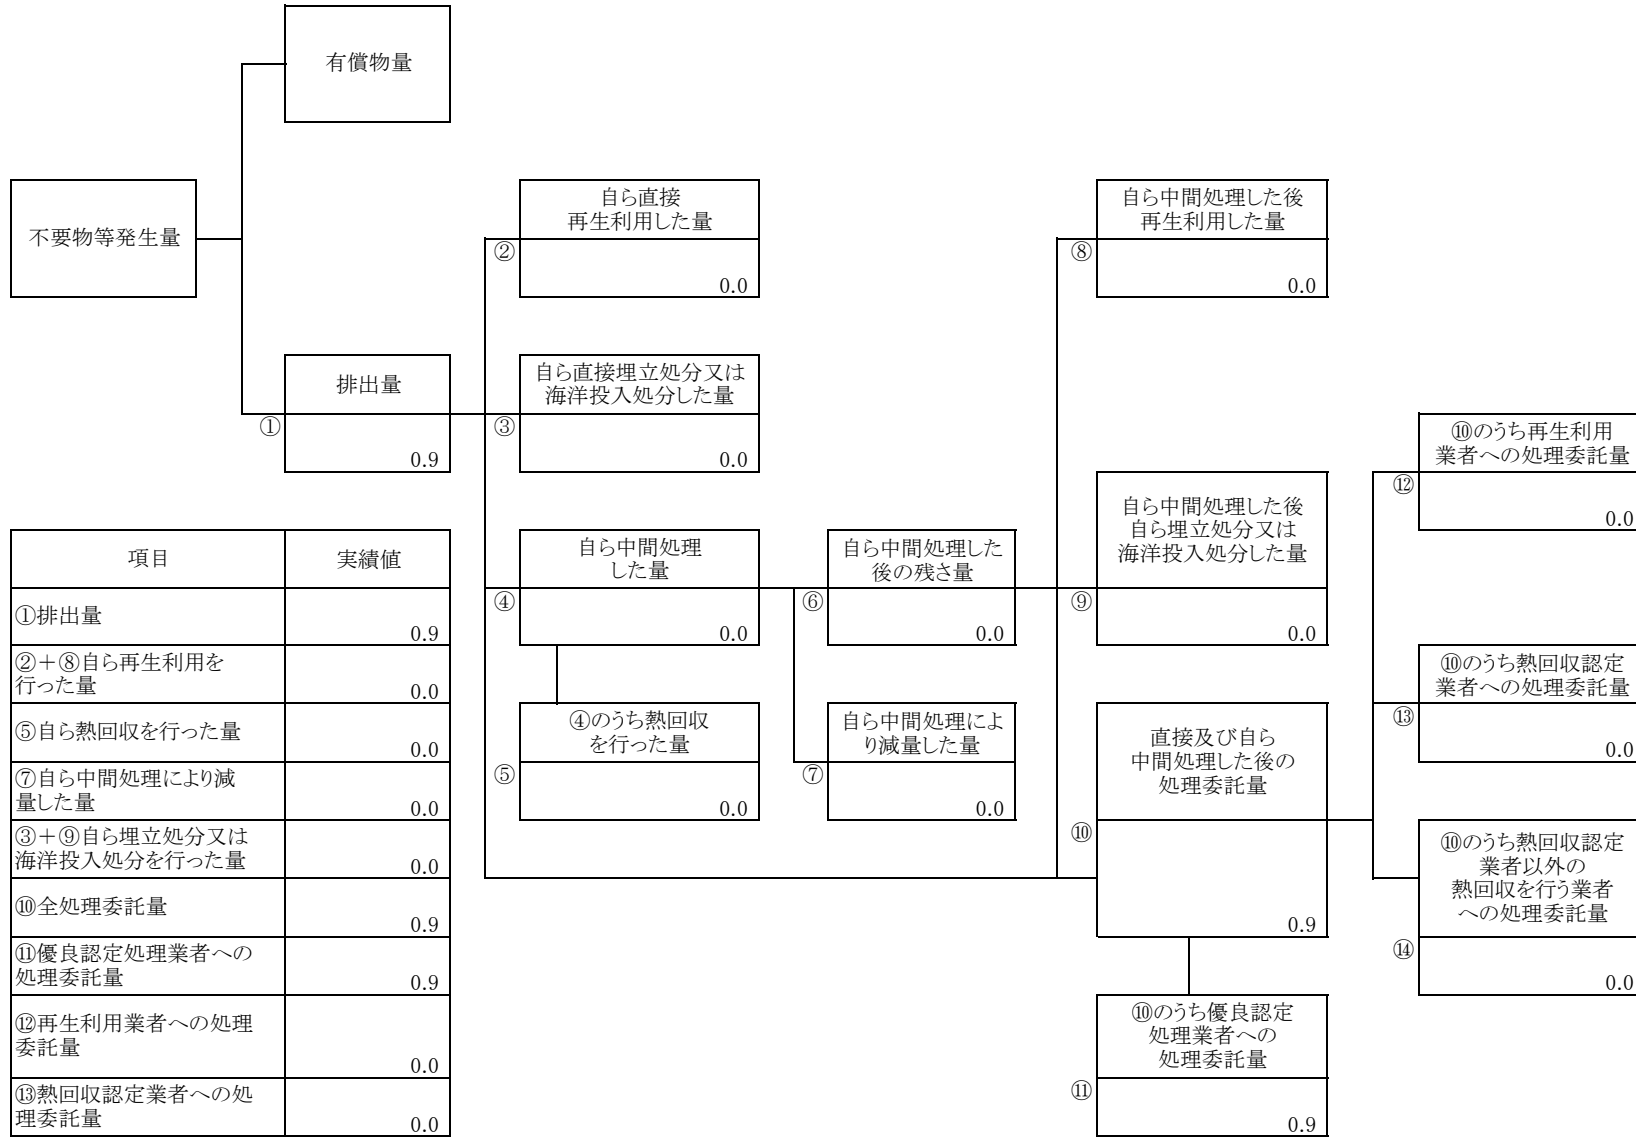 有償物量
不要物等発生量
自ら直接
再生利用した量
②
0.0
自ら中間処理した後
再生利用した量
⑧
0.0
排出量
①
0.9
自ら直接埋立処分又は
海洋投入処分した量
③
0.0
⑩のうち再生利用
業者への処理委託量
⑫
0.0
自ら中間処理
した量
④
0.0
自ら中間処理した
後の残さ量
⑥
0.0
自ら中間処理した後
自ら埋立処分又は
海洋投入処分した量
⑨
0.0
⑩のうち熱回収認定
業者への処理委託量
⑬
0.0
④のうち熱回収
を行った量
⑤
0.0
自ら中間処理によ
り減量した量
⑦
0.0
直接及び自ら
中間処理した後の
処理委託量
⑩
0.9
⑩のうち熱回収認定
業者以外の
熱回収を行う業者
への処理委託量
⑭
0.0
⑩のうち優良認定
処理業者への
処理委託量
⑪
0.9
項目 実績値
①排出量
0.9
②＋⑧自ら再生利用を
行った量
0.0
⑤自ら熱回収を行った量
0.0
⑦自ら中間処理により減
量した量
0.0
③＋⑨自ら埋立処分又は
海洋投入処分を行った量
0.0
⑩全処理委託量
0.9
⑪優良認定処理業者への
処理委託量
0.9
⑫再生利用業者への処理
委託量
0.0
⑬熱回収認定業者への処
理委託量
0.0